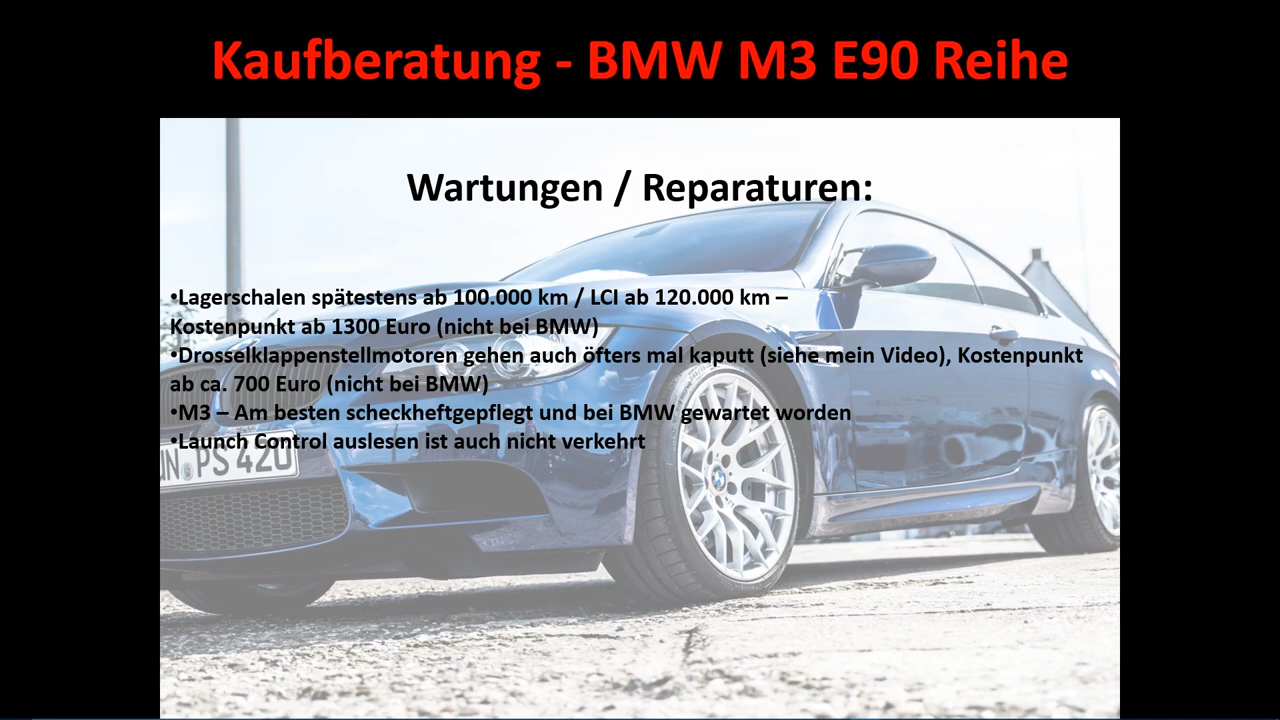 Kaufberatung - BMW M3 E90 Reihe
Wartungen / Reparaturen:
•Lagerschalen spätestens ab 100.000 km / LCI ab 120.000 km –
Kostenpunkt ab 1300 Euro (nicht bei BMW)
•Drosselklappenstellmotoren gehen auch öfters mal kaputt (siehe mein Video), Kostenpunkt
ab ca. 700 Euro (nicht bei BMW)
•M3 – Am besten scheckheftgepflegt und bei BMW gewartet worden
•Launch Control auslesen ist auch nicht verkehrt
PS 420